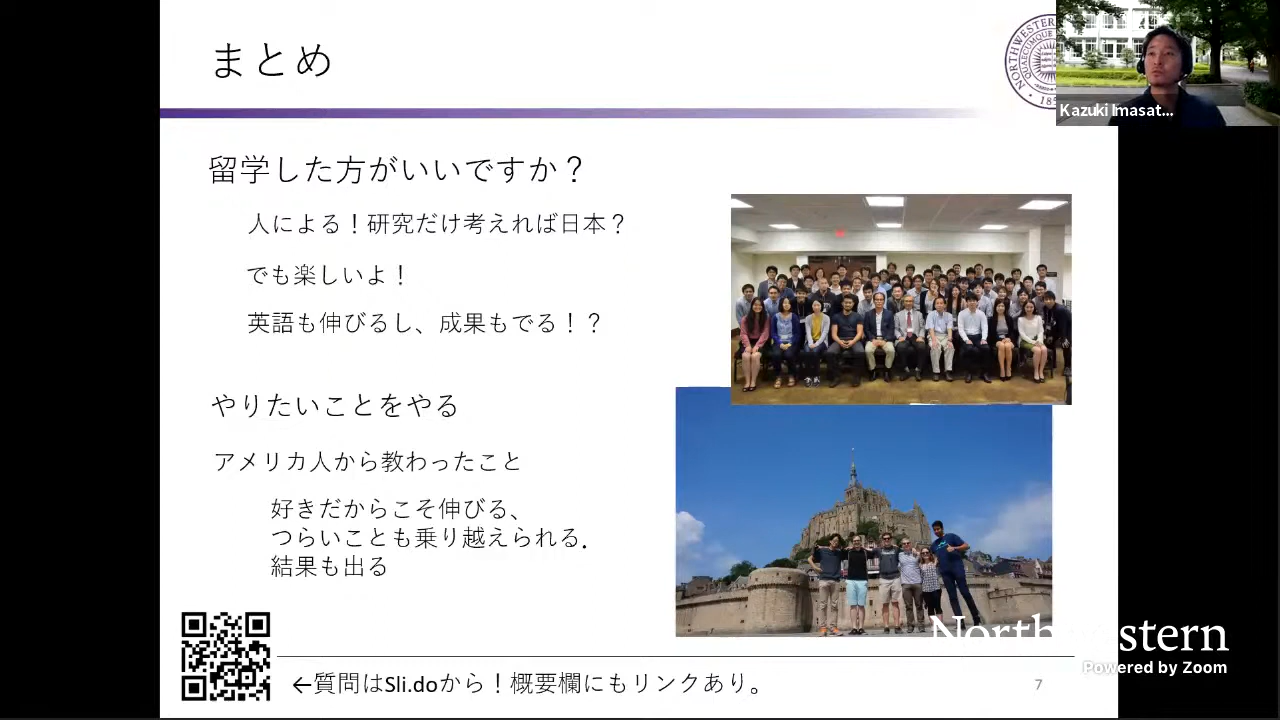 まとめ
NORTHWESTERN
QUAECUMQUE
Kazuki Imasat...
留学した方がいいですか？
人による！研究だけ考えれば日本？
でも楽しいよ！
英語も伸びるし、成果もでる！？
やりたいことをやる
アメリカ人から教わったこと
好きだからこそ伸びる、
つらいことも乗り越えられる.
結果も出る
Northwestern
Powered by Zoom
←質問はSli.doから！概要欄にもリンクあり。
7